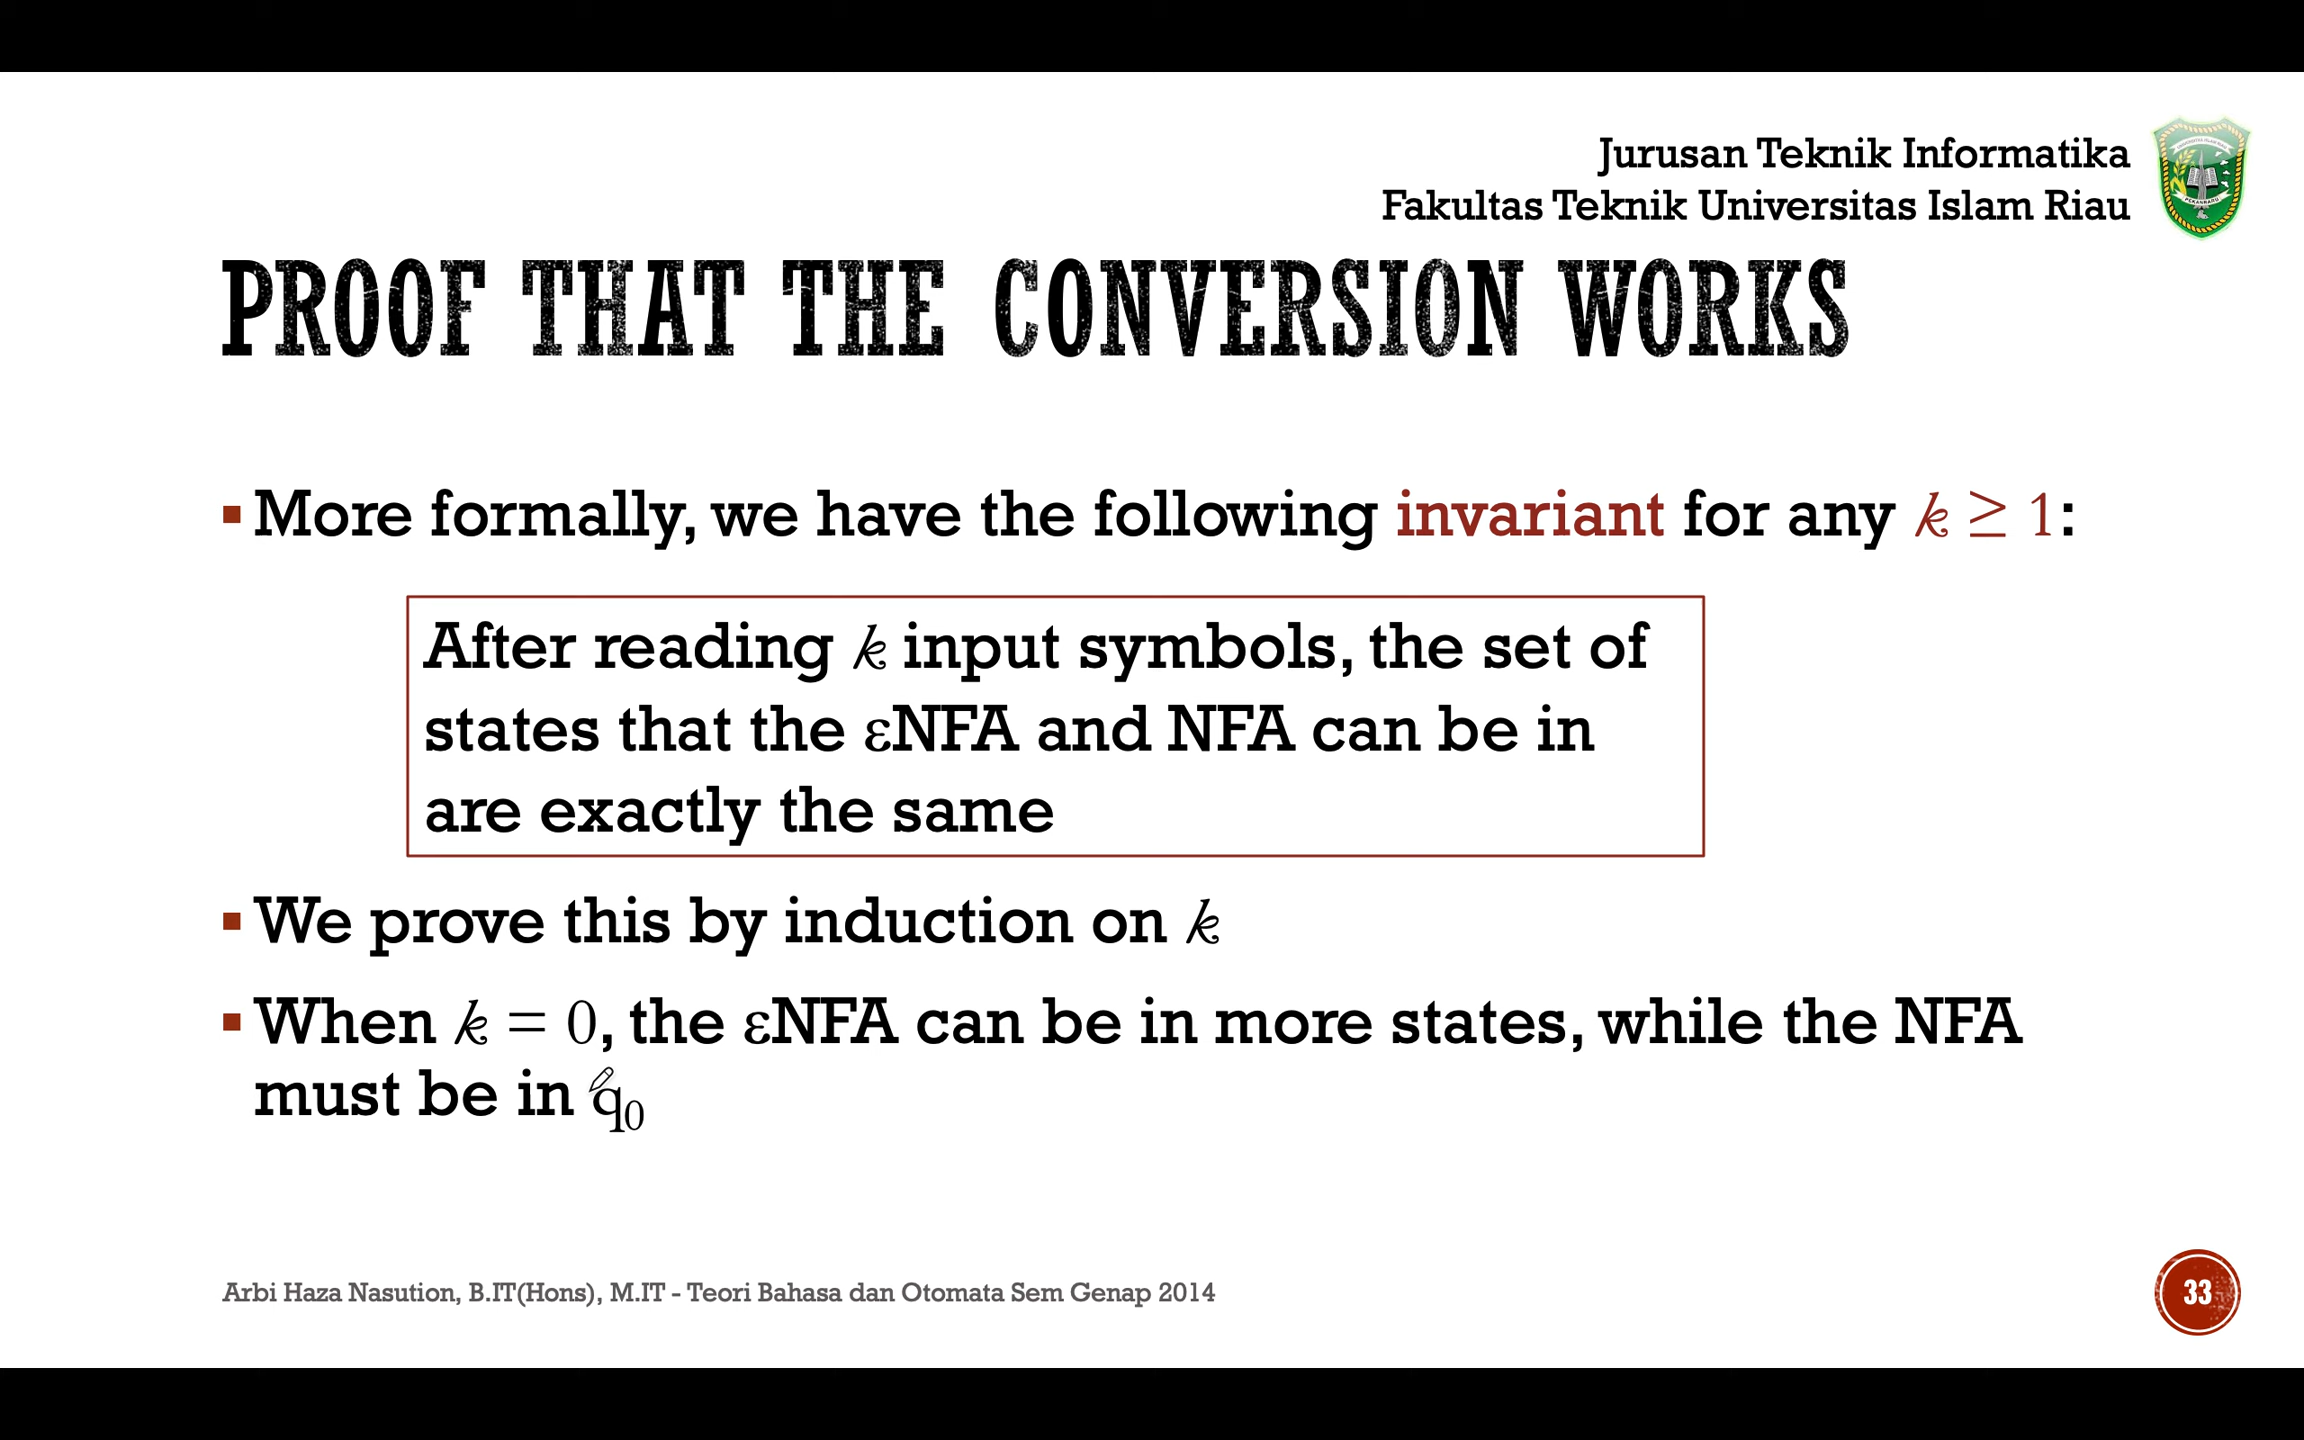 Jurusan Teknik Informatika
Fakultas Teknik Universitas Islam Riau
PROOF THAT THE CONVERSION WORKS
▪ More formally, we have the following invariant for any k ≥ 1:
After reading k input symbols, the set of
states that the εNFA and NFA can be in
are exactly the same
▪ We prove this by induction on k
▪ When k = 0, the εNFA can be in more states, while the NFA
must be in q₀
Arbi Haza Nasution, B.IT(Hons), M.IT - Teori Bahasa dan Otomata Sem Genap 2014
33